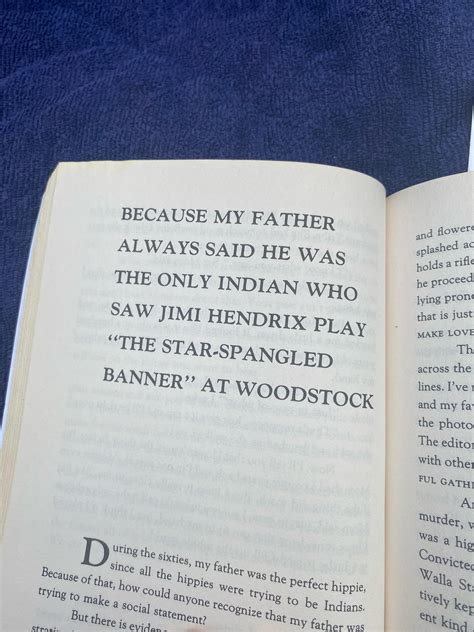 BECAUSE MY FATHER
ALWAYS SAID HE WAS
THE ONLY INDIAN WHO
SAW JIMI HENDRIX PLAY
"THE STAR-SPANGLED
BANNER" AT WOODSTOCK
During the sixties, my father was the perfect hippie,
since all the hippies were trying to be Indians.
Because of that, how could anyone recognize that my father was
trying to make a social statement?
But there is eviden
and flowere
splashed ac
holds a rifle
he proceed
lying prone
that is just
MAKE LOVE
Th
across the
lines. I've
and my fa
the photo
The editor
with other
FUL GATH
A
murder, w
was a hig
Convicted
Walla Sta
tively kep
ent kind